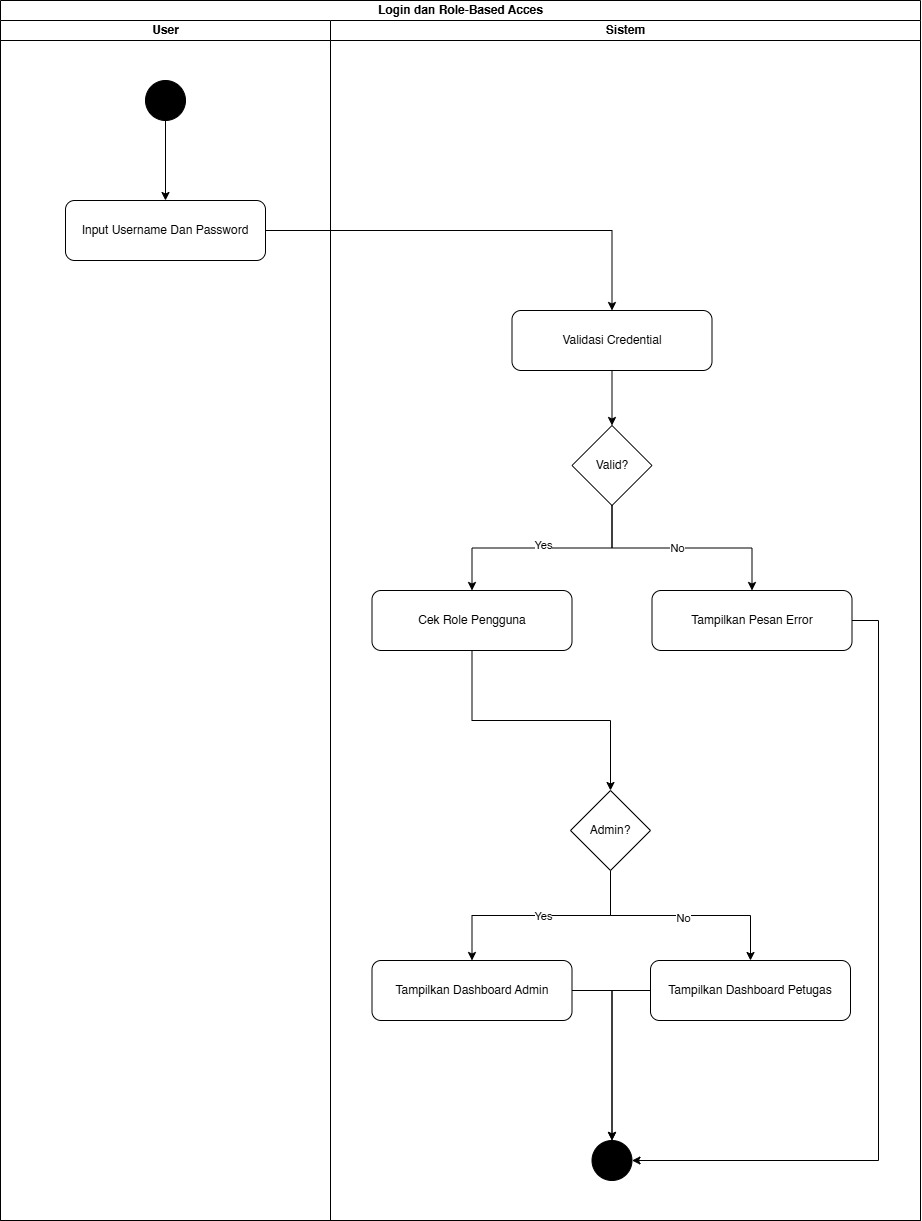 Login dan Role-Based Acces
User
Sistem
Input Username Dan Password
Validasi Credential
Valid?
Yes
No
Cek Role Pengguna
Tampilkan Pesan Error
Admin?
Yes
No
Tampilkan Dashboard Admin
Tampilkan Dashboard Petugas